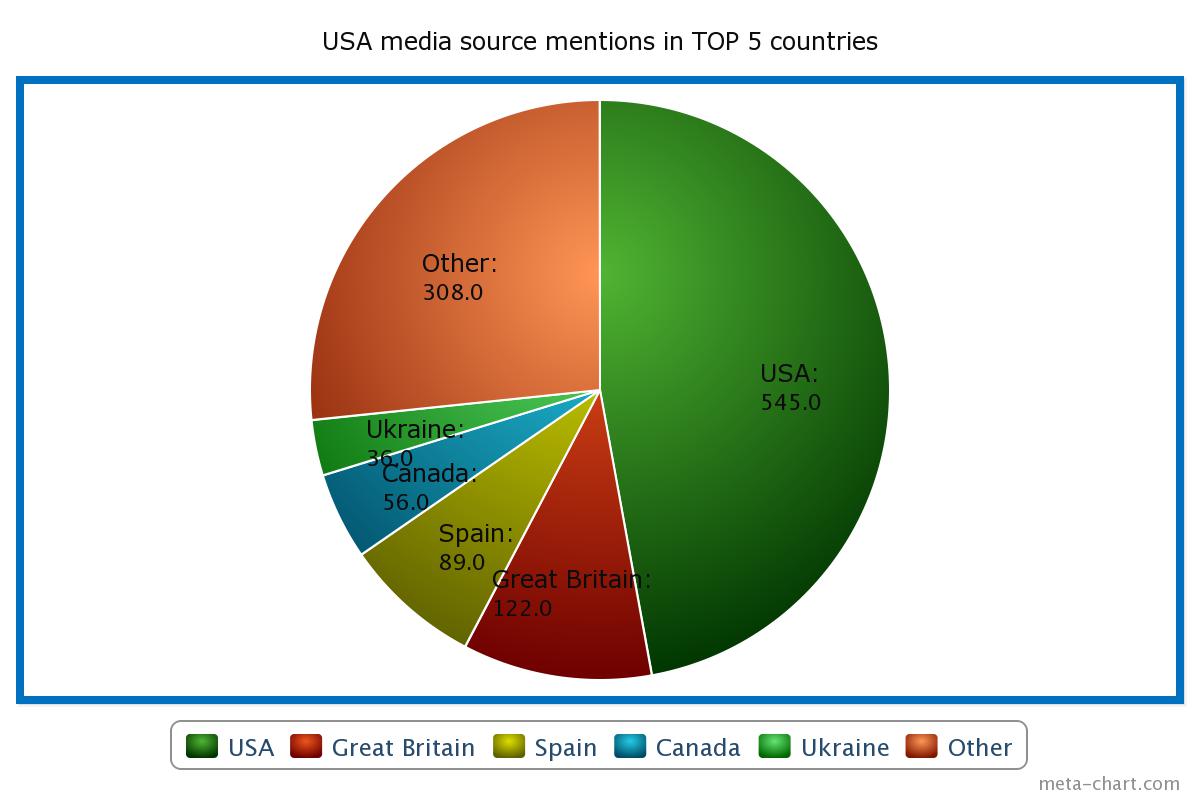 USA media source mentions in TOP 5 countries
Other:
308.0
USA:
545.0
Ukraine:
36.0
Canada:
56.0
Spain:
89.0
Great Britain:
122.0
USA Great Britain Spain Canada Ukraine Other
meta-chart.com